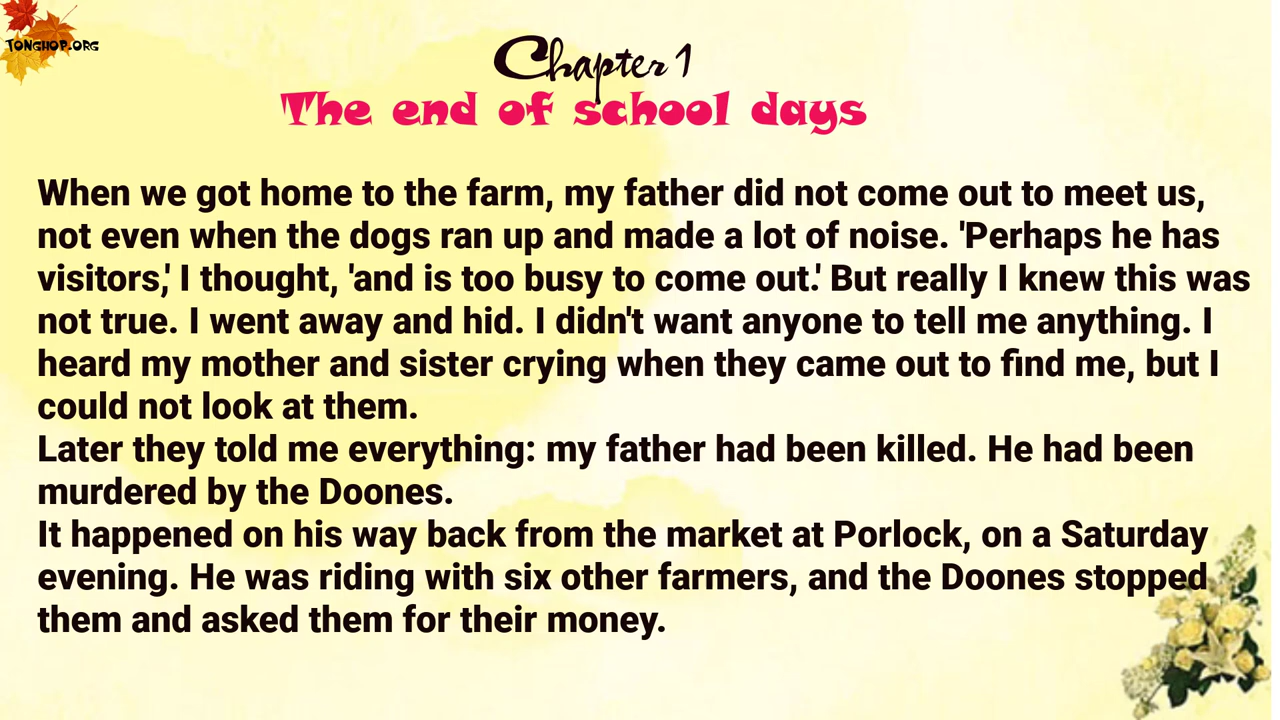 TONGHOP.ORG
Chapter 1
The end of school days
When we got home to the farm, my father did not come out to meet us,
not even when the dogs ran up and made a lot of noise. 'Perhaps he has
visitors,' I thought, 'and is too busy to come out.' But really I knew this was
not true. I went away and hid. I didn't want anyone to tell me anything. I
heard my mother and sister crying when they came out to find me, but I
could not look at them.
Later they told me everything: my father had been killed. He had been
murdered by the Doones.
It happened on his way back from the market at Porlock, on a Saturday
evening. He was riding with six other farmers, and the Doones stopped
them and asked them for their money.